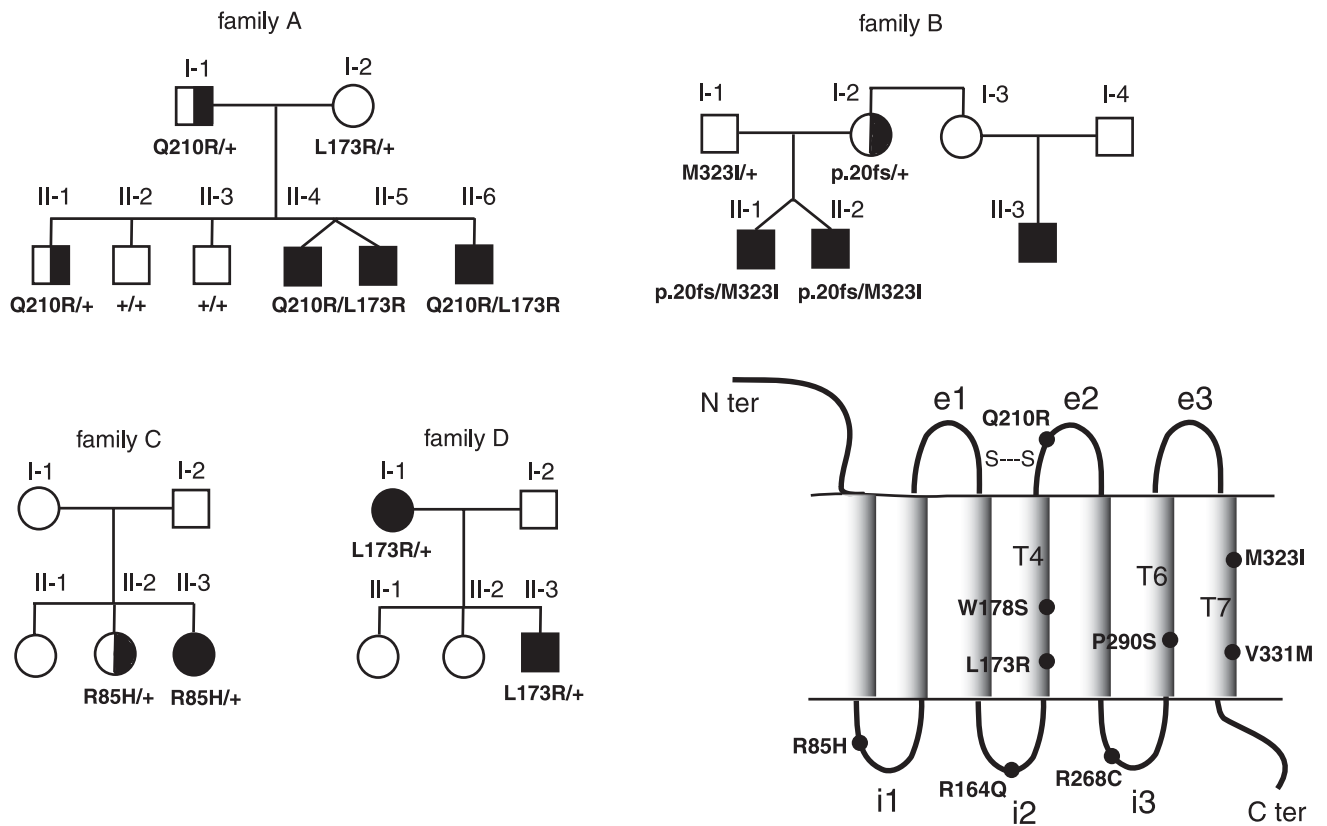 family A
I-1 I-2
Q210R/+ L173R/+
II-1 II-2 II-3 II-4 II-5 II-6
Q210R/+ +/+ +/+ Q210R/L173R Q210R/L173R
family B
I-1 I-2 I-3 I-4
M323I/+ p.20fs/+
II-1 II-2 II-3
p.20fs/M323I p.20fs/M323I
family C
I-1 I-2
II-1 II-2 II-3
R85H/+ R85H/+
family D
I-1 I-2
L173R/+
II-1 II-2 II-3
L173R/+
N ter e1 Q210R e2 e3
S---S
T4 T6 M323I
W178S T7
P290S V331M
L173R
R85H
R164Q R268C
i1 i2 i3 C ter